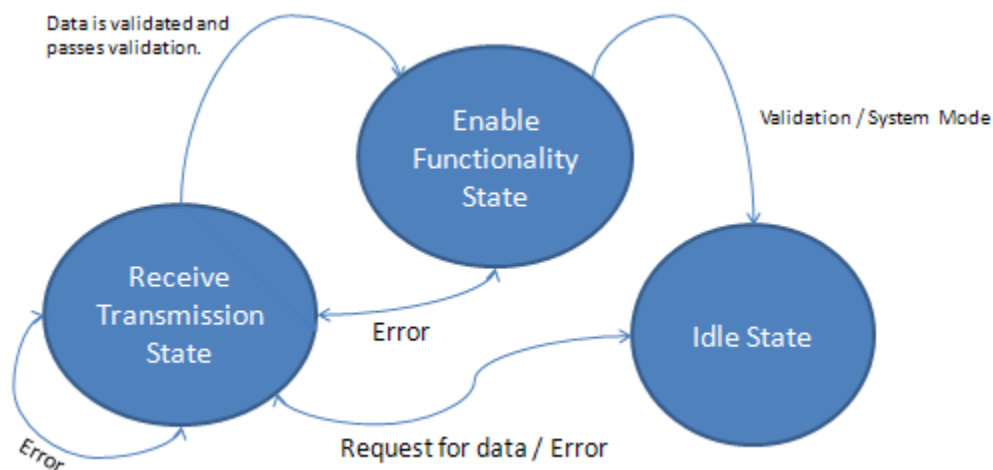 Data is validated and
passes validation.
Enable
Functionality
State
Validation / System Mode
Receive
Transmission
State
Error
Idle State
Request for data / Error
Error